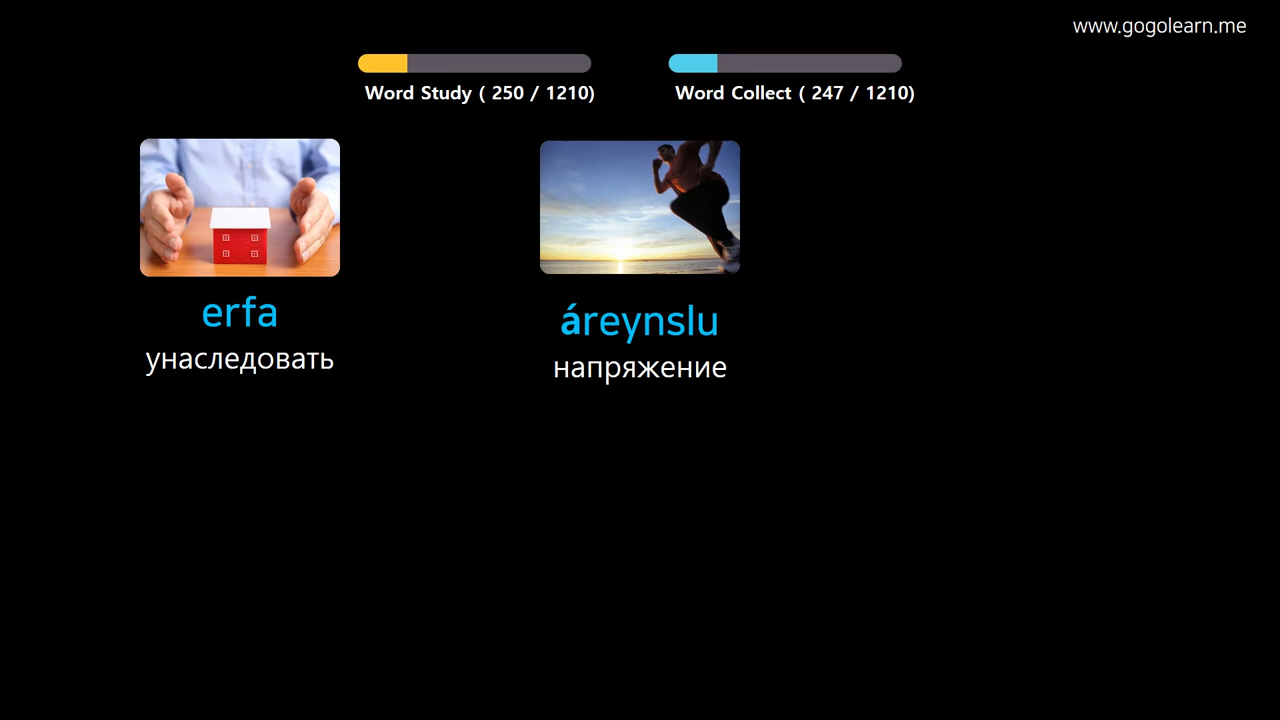 www.gogolearn.me
Word Study ( 250 / 1210)
Word Collect ( 247 / 1210)
erfa
унаследовать
áreynslu
напряжение